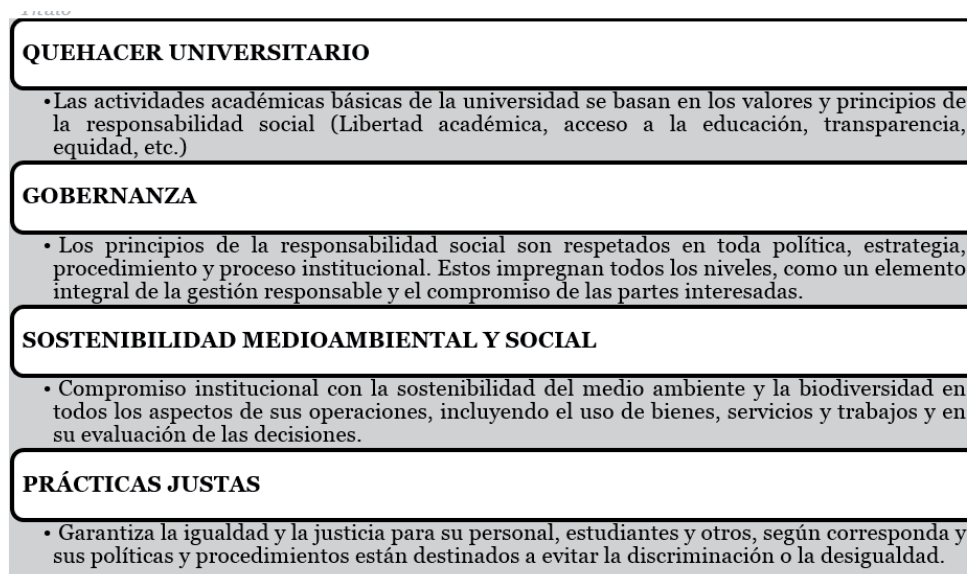 QUEHACER UNIVERSITARIO
•Las actividades académicas básicas de la universidad se basan en los valores y principios de
la responsabilidad social (Libertad académica, acceso a la educación, transparencia,
equidad, etc.)
GOBERNANZA
• Los principios de la responsabilidad social son respetados en toda política, estrategia,
procedimiento y proceso institucional. Estos impregnan todos los niveles, como un elemento
integral de la gestión responsable y el compromiso de las partes interesadas.
SOSTENIBILIDAD MEDIOAMBIENTAL Y SOCIAL
• Compromiso institucional con la sostenibilidad del medio ambiente y la biodiversidad en
todos los aspectos de sus operaciones, incluyendo el uso de bienes, servicios y trabajos y en
su evaluación de las decisiones.
PRÁCTICAS JUSTAS
• Garantiza la igualdad y la justicia para su personal, estudiantes y otros, según corresponda y
sus políticas y procedimientos están destinados a evitar la discriminación o la desigualdad.